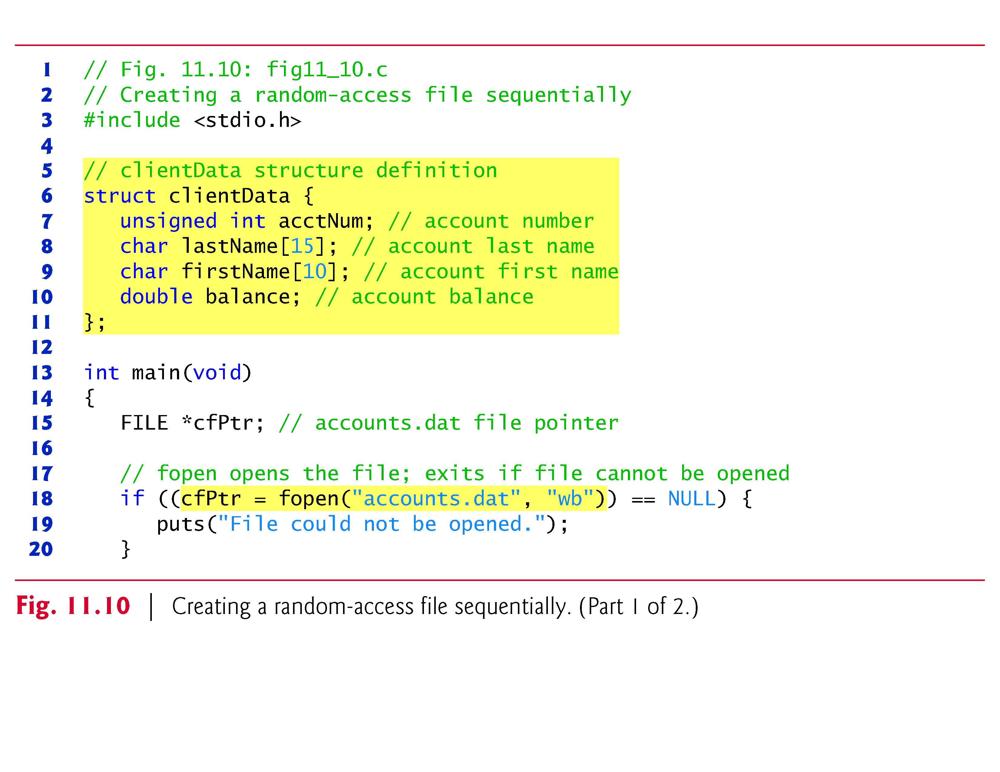 1 // Fig. 11.10: fig11_10.c
2 // Creating a random-access file sequentially
3 #include <stdio.h>
4
5 // clientData structure definition
6 struct clientData {
7    unsigned int acctNum; // account number
8    char lastName[15]; // account last name
9    char firstName[10]; // account first name
10    double balance; // account balance
11 };
12
13 int main(void)
14 {
15    FILE *cfPtr; // accounts.dat file pointer
16
17    // fopen opens the file; exits if file cannot be opened
18    if ((cfPtr = fopen("accounts.dat", "wb")) == NULL) {
19       puts("File could not be opened.");
20    }
Fig. 11.10 | Creating a random-access file sequentially. (Part 1 of 2.)